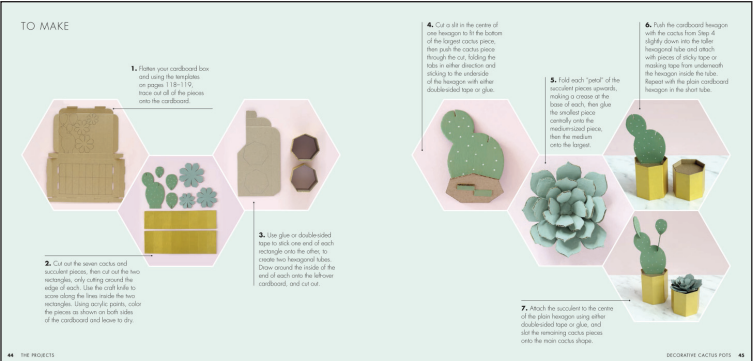 TO MAKE
1. Flatten your cardboard box
and using the templates
on pages 118–119,
trace out all of the pieces
onto the cardboard.
2. Cut out the seven cactus and
succulent pieces, then cut out the two
rectangles, only cutting around the
edge of each. Use the craft knife to
score along the lines inside the two
rectangles. Using acrylic paints, color
the pieces as shown on both sides
of the cardboard and leave to dry.
3. Use glue or double-sided
tape to stick one end of each
rectangle onto the other, to
create two hexagonal tubes.
Draw around the inside of the
end of each onto the left-over
cardboard, and cut out.
44 THE PROJECTS
4. Cut a slit in the centre of
one hexagon to fit the bottom
of the largest cactus piece,
then push the cactus piece
through the cut, folding the
tabs in either direction and
sticking to the underside
of the hexagon with either
double-sided tape or glue.
5. Fold each "petal" of the
succulent pieces upwards,
making a crease at the
base of each, then glue
the smallest piece
centrally onto the
medium-sized piece,
then the medium
onto the largest.
6. Push the cardboard hexagon
with the cactus from Step 4
slightly down into the taller
hexagonal tube and attach
with pieces of sticky tape or
masking tape from underneath
the hexagon inside the tube.
Repeat with the plain cardboard
hexagon in the short tube.
7. Attach the succulent to the centre
of the plain hexagon using either
double-sided tape or glue, and
slot the remaining cactus pieces
onto the main cactus shape.
DECORATIVE CACTUS POTS 45